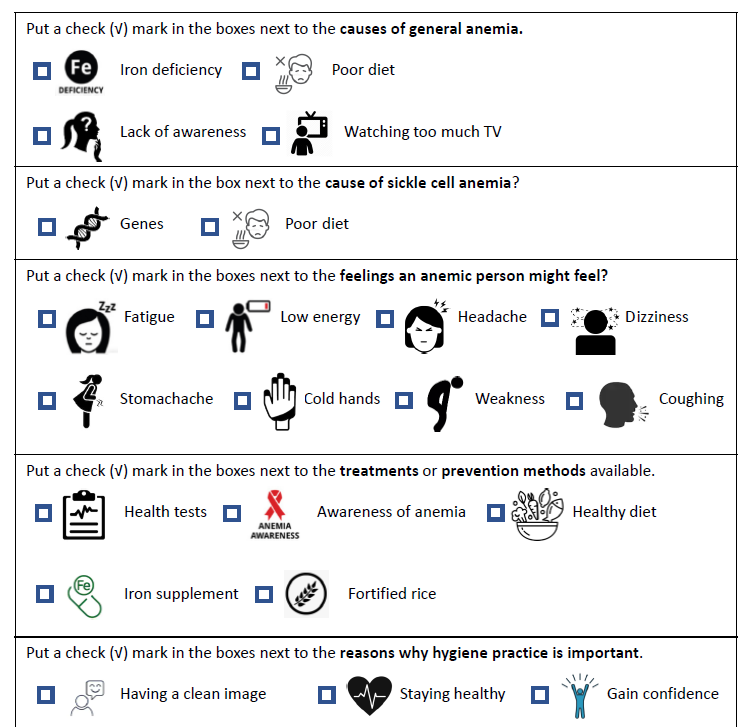 Put a check (√) mark in the boxes next to the causes of general anemia.
Fe
DEFICIENCY
Iron deficiency
Poor diet
?
Lack of awareness
Watching too much TV
Put a check (√) mark in the box next to the cause of sickle cell anemia?
Genes
Poor diet
Put a check (√) mark in the boxes next to the feelings an anemic person might feel?
zzZ
Fatigue
Low energy
Headache
Dizziness
Stomachache
Cold hands
Weakness
Coughing
Put a check (√) mark in the boxes next to the treatments or prevention methods available.
Health tests
ANEMIA
AWARENESS
Awareness of anemia
Healthy diet
Fe
Iron supplement
Fortified rice
Put a check (√) mark in the boxes next to the reasons why hygiene practice is important.
Having a clean image
Staying healthy
Gain confidence